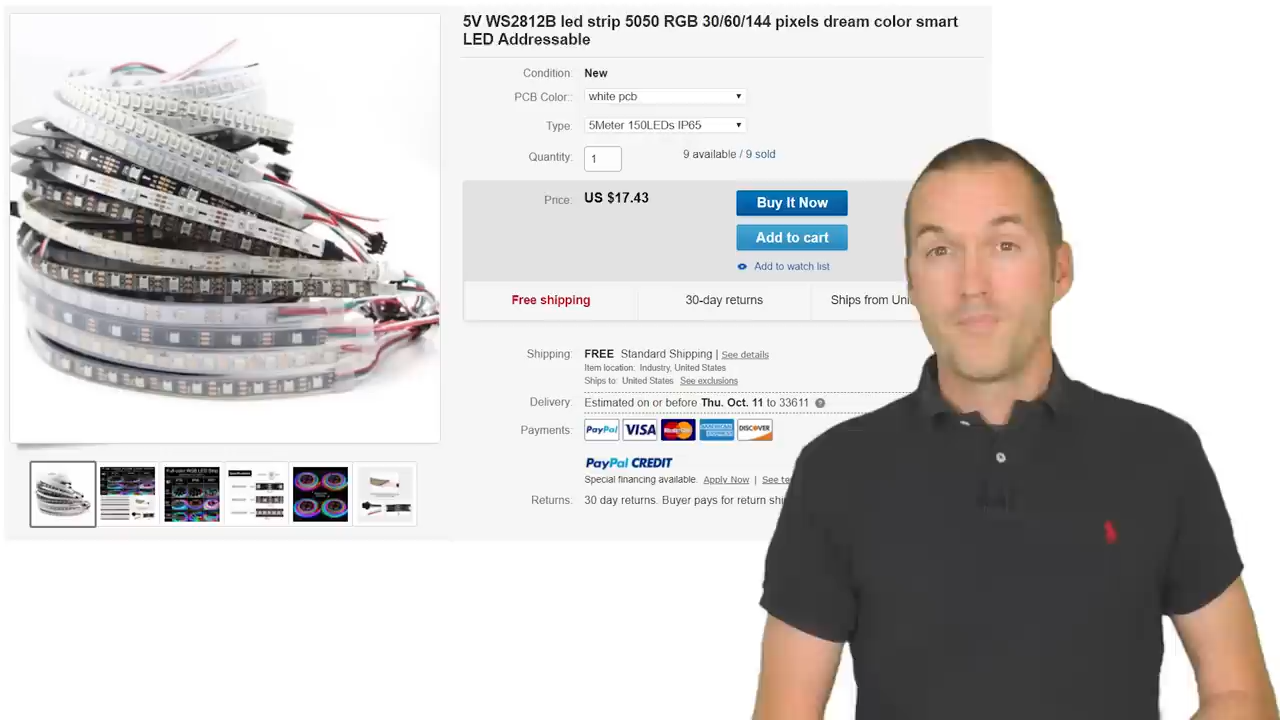 5V WS2812B led strip 5050 RGB 30/60/144 pixels dream color smart
LED Addressable
Condition: New
PCB Color:: white pcb
Type: 5Meter 150LEDs IP65
Quantity: 1 9 available / 9 sold
Price: US $17.43
Buy It Now
Add to cart
Add to watch list
Free shipping 30-day returns Ships from
Shipping: FREE Standard Shipping | See details
Item location: Industry, United States
Ships to: United States See exclusions
Delivery: Estimated on or before Thu. Oct. 11 to 33611
Payments: PayPal VISA MasterCard AMERICAN EXPRESS DISCOVER
PayPal CREDIT
Special financing available. Apply Now | See
Returns: 30 day returns. Buyer pays for return